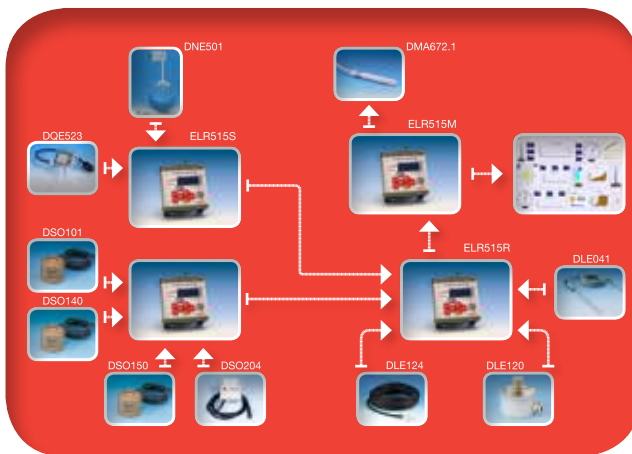 DNE501
DMA672.1
DQE523
ELR515S
ELR515M
DSO101
ELR515R
DLE041
DSO140
DSO150
DSO204
DLE124
DLE120